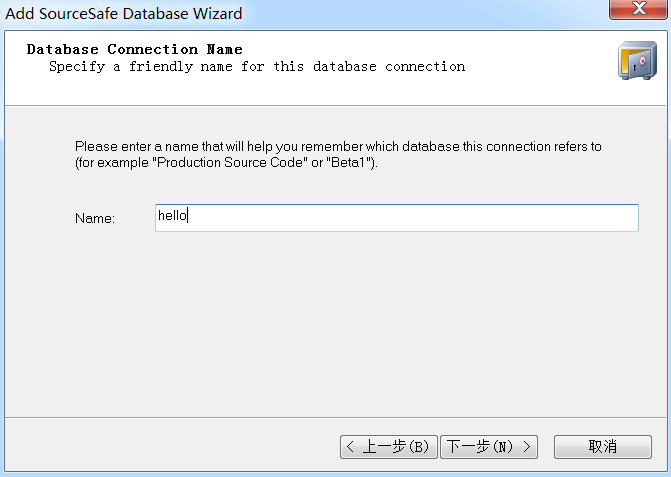 Add SourceSafe Database Wizard
Database Connection Name
Specify a friendly name for this database connection
Please enter a name that will help you remember which database this connection refers to
(for example "Production Source Code" or "Beta1").
Name:
hello
< 上一步(B)
下一步(N) >
取消